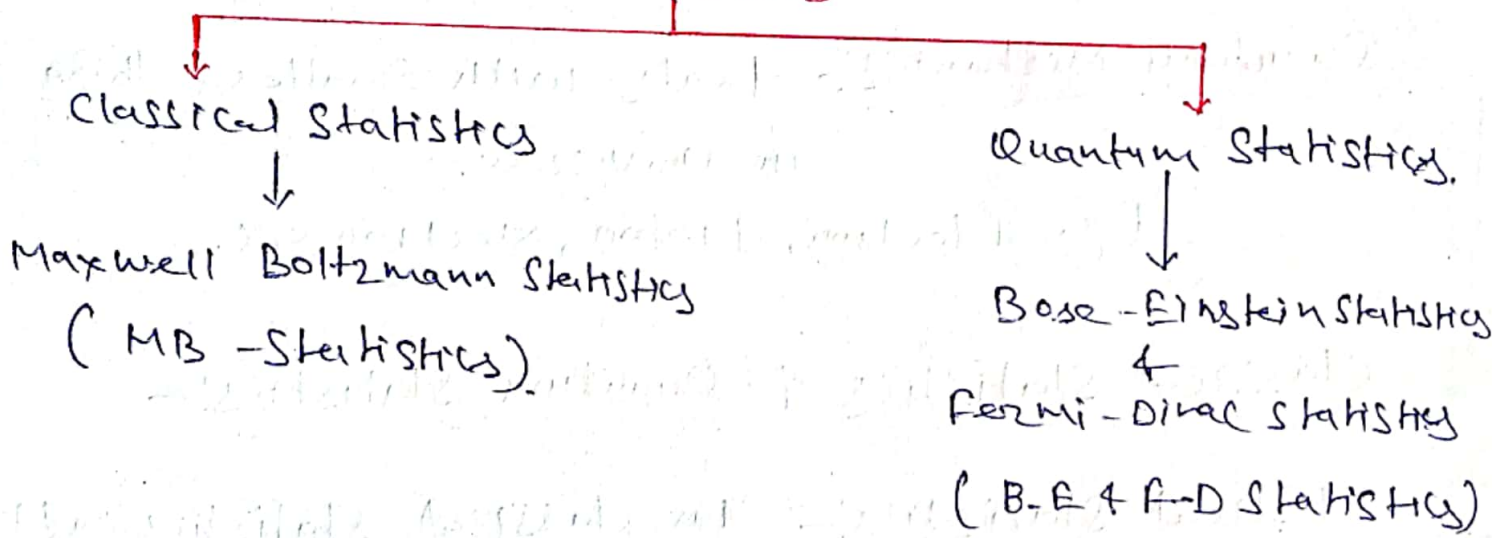 Classical Statistics
Quantum Statistics.
Maxwell Boltzmann Statistics
(MB - Statistics).
Bose - Einstein Statistics
&
Fermi - Dirac Statistics
(B-E & F-D Statistics)